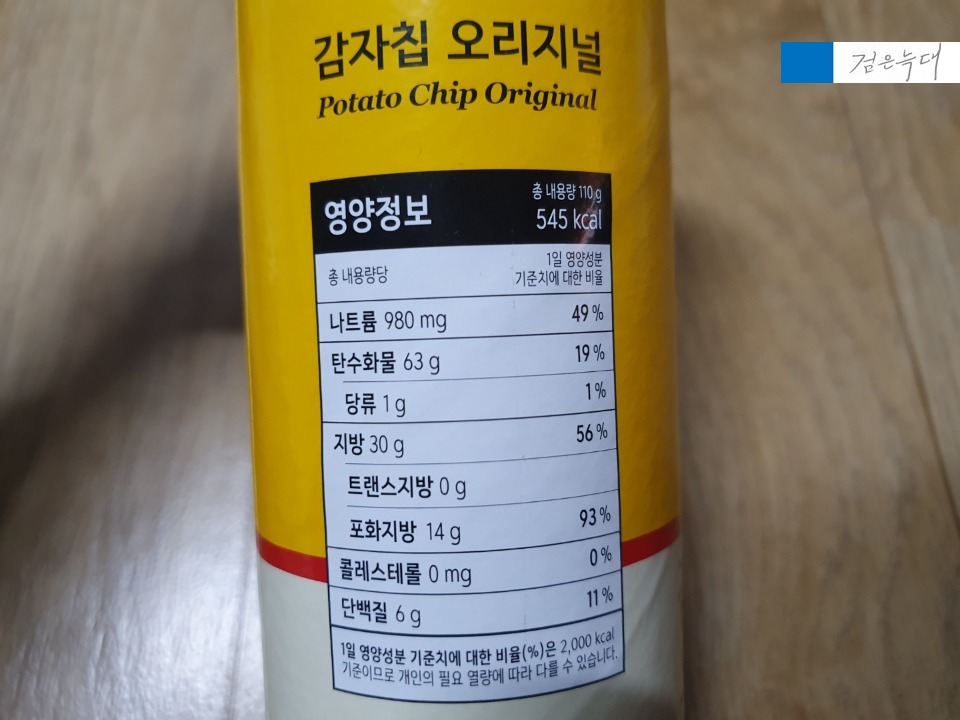 감자칩 오리지널
Potato Chip Original
검은늑대
영양정보
총 내용량 110 g
545 kcal
총 내용량당
1일 영양성분
기준치에 대한 비율
나트륨 980 mg 49 %
탄수화물 63 g 19 %
당류 1 g 1 %
지방 30 g 56 %
트랜스지방 0 g
포화지방 14 g 93 %
콜레스테롤 0 mg 0 %
단백질 6 g 11 %
1일 영양성분 기준치에 대한 비율(%)은 2,000 kcal
기준이므로 개인의 필요 열량에 따라 다를 수 있습니다.